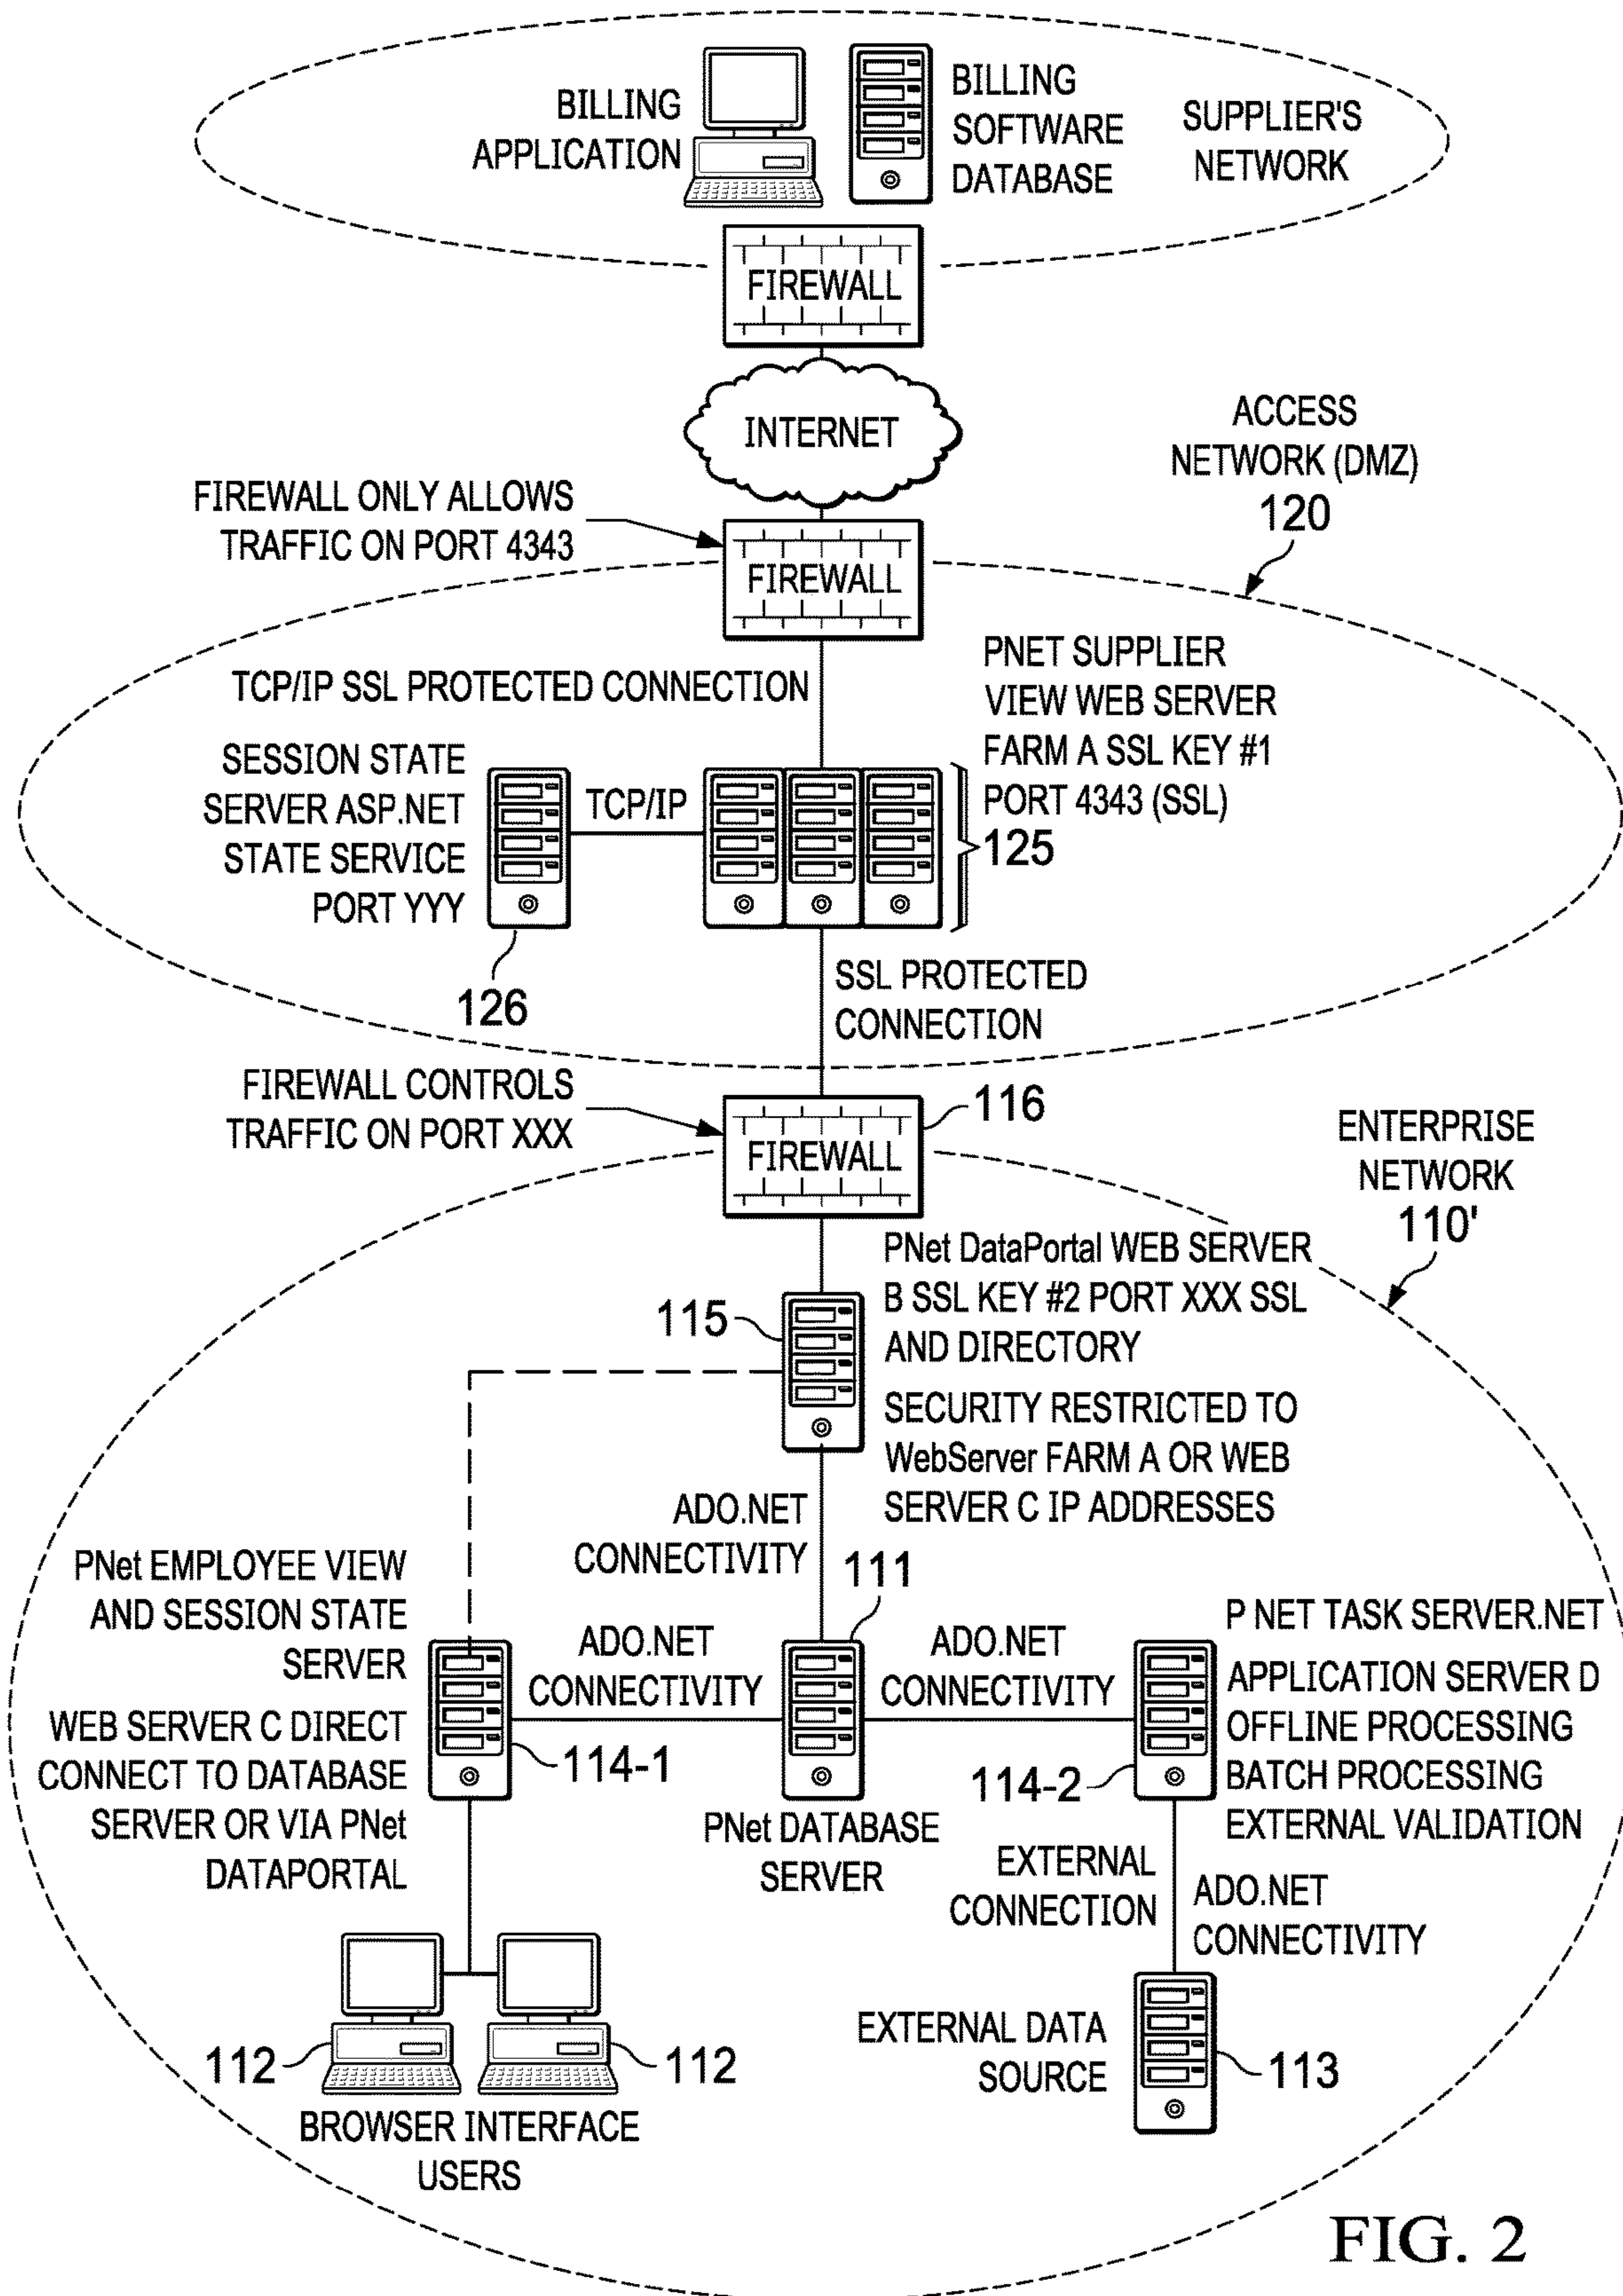 BILLING
APPLICATION
BILLING
SOFTWARE
DATABASE
SUPPLIER'S
NETWORK
FIREWALL
INTERNET
ACCESS
NETWORK (DMZ)
120
FIREWALL ONLY ALLOWS
TRAFFIC ON PORT 4343
FIREWALL
TCP/IP SSL PROTECTED CONNECTION
PNET SUPPLIER
VIEW WEB SERVER
FARM A SSL KEY #1
PORT 4343 (SSL)
125
SESSION STATE
SERVER ASP.NET
STATE SERVICE
PORT YYY
TCP/IP
126
SSL PROTECTED
CONNECTION
FIREWALL CONTROLS
TRAFFIC ON PORT XXX
FIREWALL
116
ENTERPRISE
NETWORK
110'
PNet DataPortal WEB SERVER
B SSL KEY #2 PORT XXX SSL
AND DIRECTORY
SECURITY RESTRICTED TO
WebServer FARM A OR WEB
SERVER C IP ADDRESSES
115
ADO.NET
CONNECTIVITY
111
PNet EMPLOYEE VIEW
AND SESSION STATE
SERVER
WEB SERVER C DIRECT
CONNECT TO DATABASE
SERVER OR VIA PNet
DATAPORTAL
ADO.NET
CONNECTIVITY
114-1
PNet DATABASE
SERVER
ADO.NET
CONNECTIVITY
114-2
P NET TASK SERVER.NET
APPLICATION SERVER D
OFFLINE PROCESSING
BATCH PROCESSING
EXTERNAL VALIDATION
EXTERNAL
CONNECTION
ADO.NET
CONNECTIVITY
112
112
BROWSER INTERFACE
USERS
EXTERNAL DATA
SOURCE
113
FIG. 2